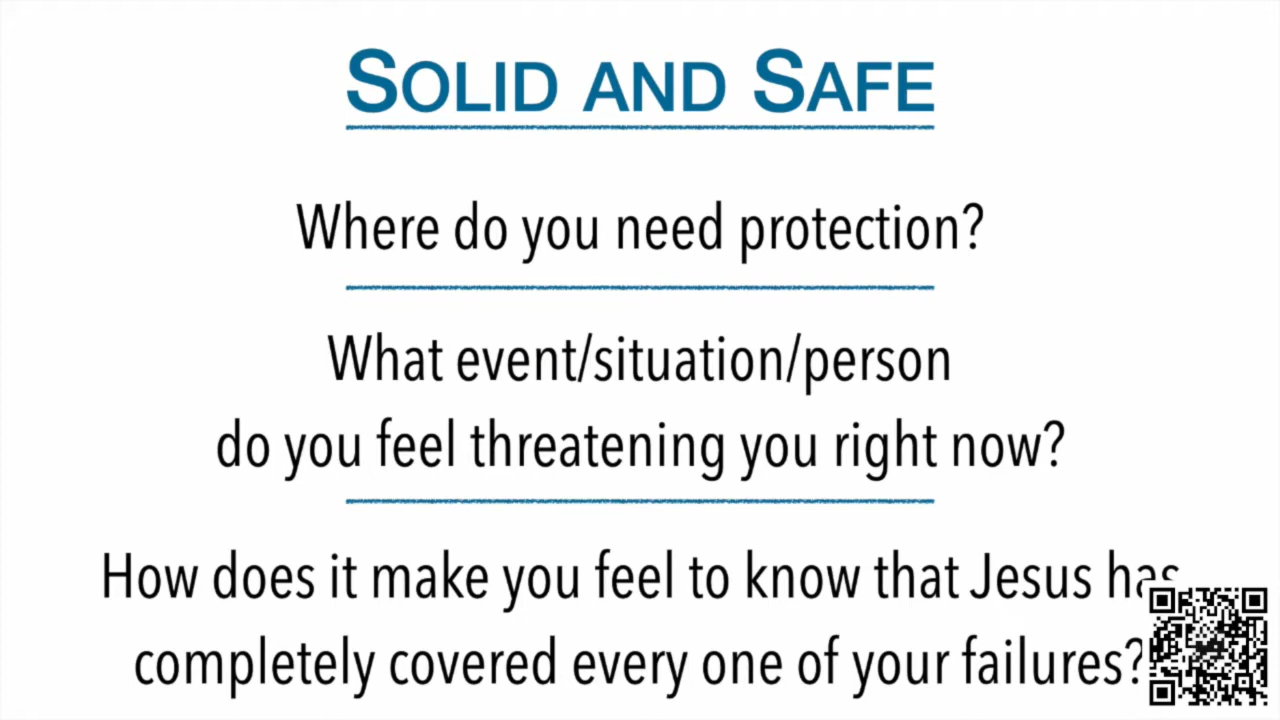 SOLID AND SAFE
Where do you need protection?
What event/situation/person
do you feel threatening you right now?
How does it make you feel to know that Jesus has
completely covered every one of your failures?